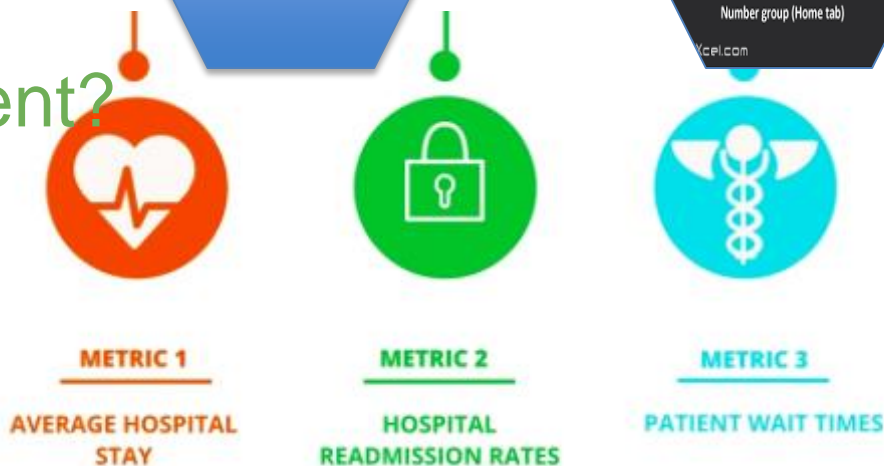 Number group (Home tab)
Xcel.com
ent?
METRIC 1
METRIC 2
METRIC 3
AVERAGE HOSPITAL
STAY
HOSPITAL
READMISSION RATES
PATIENT WAIT TIMES